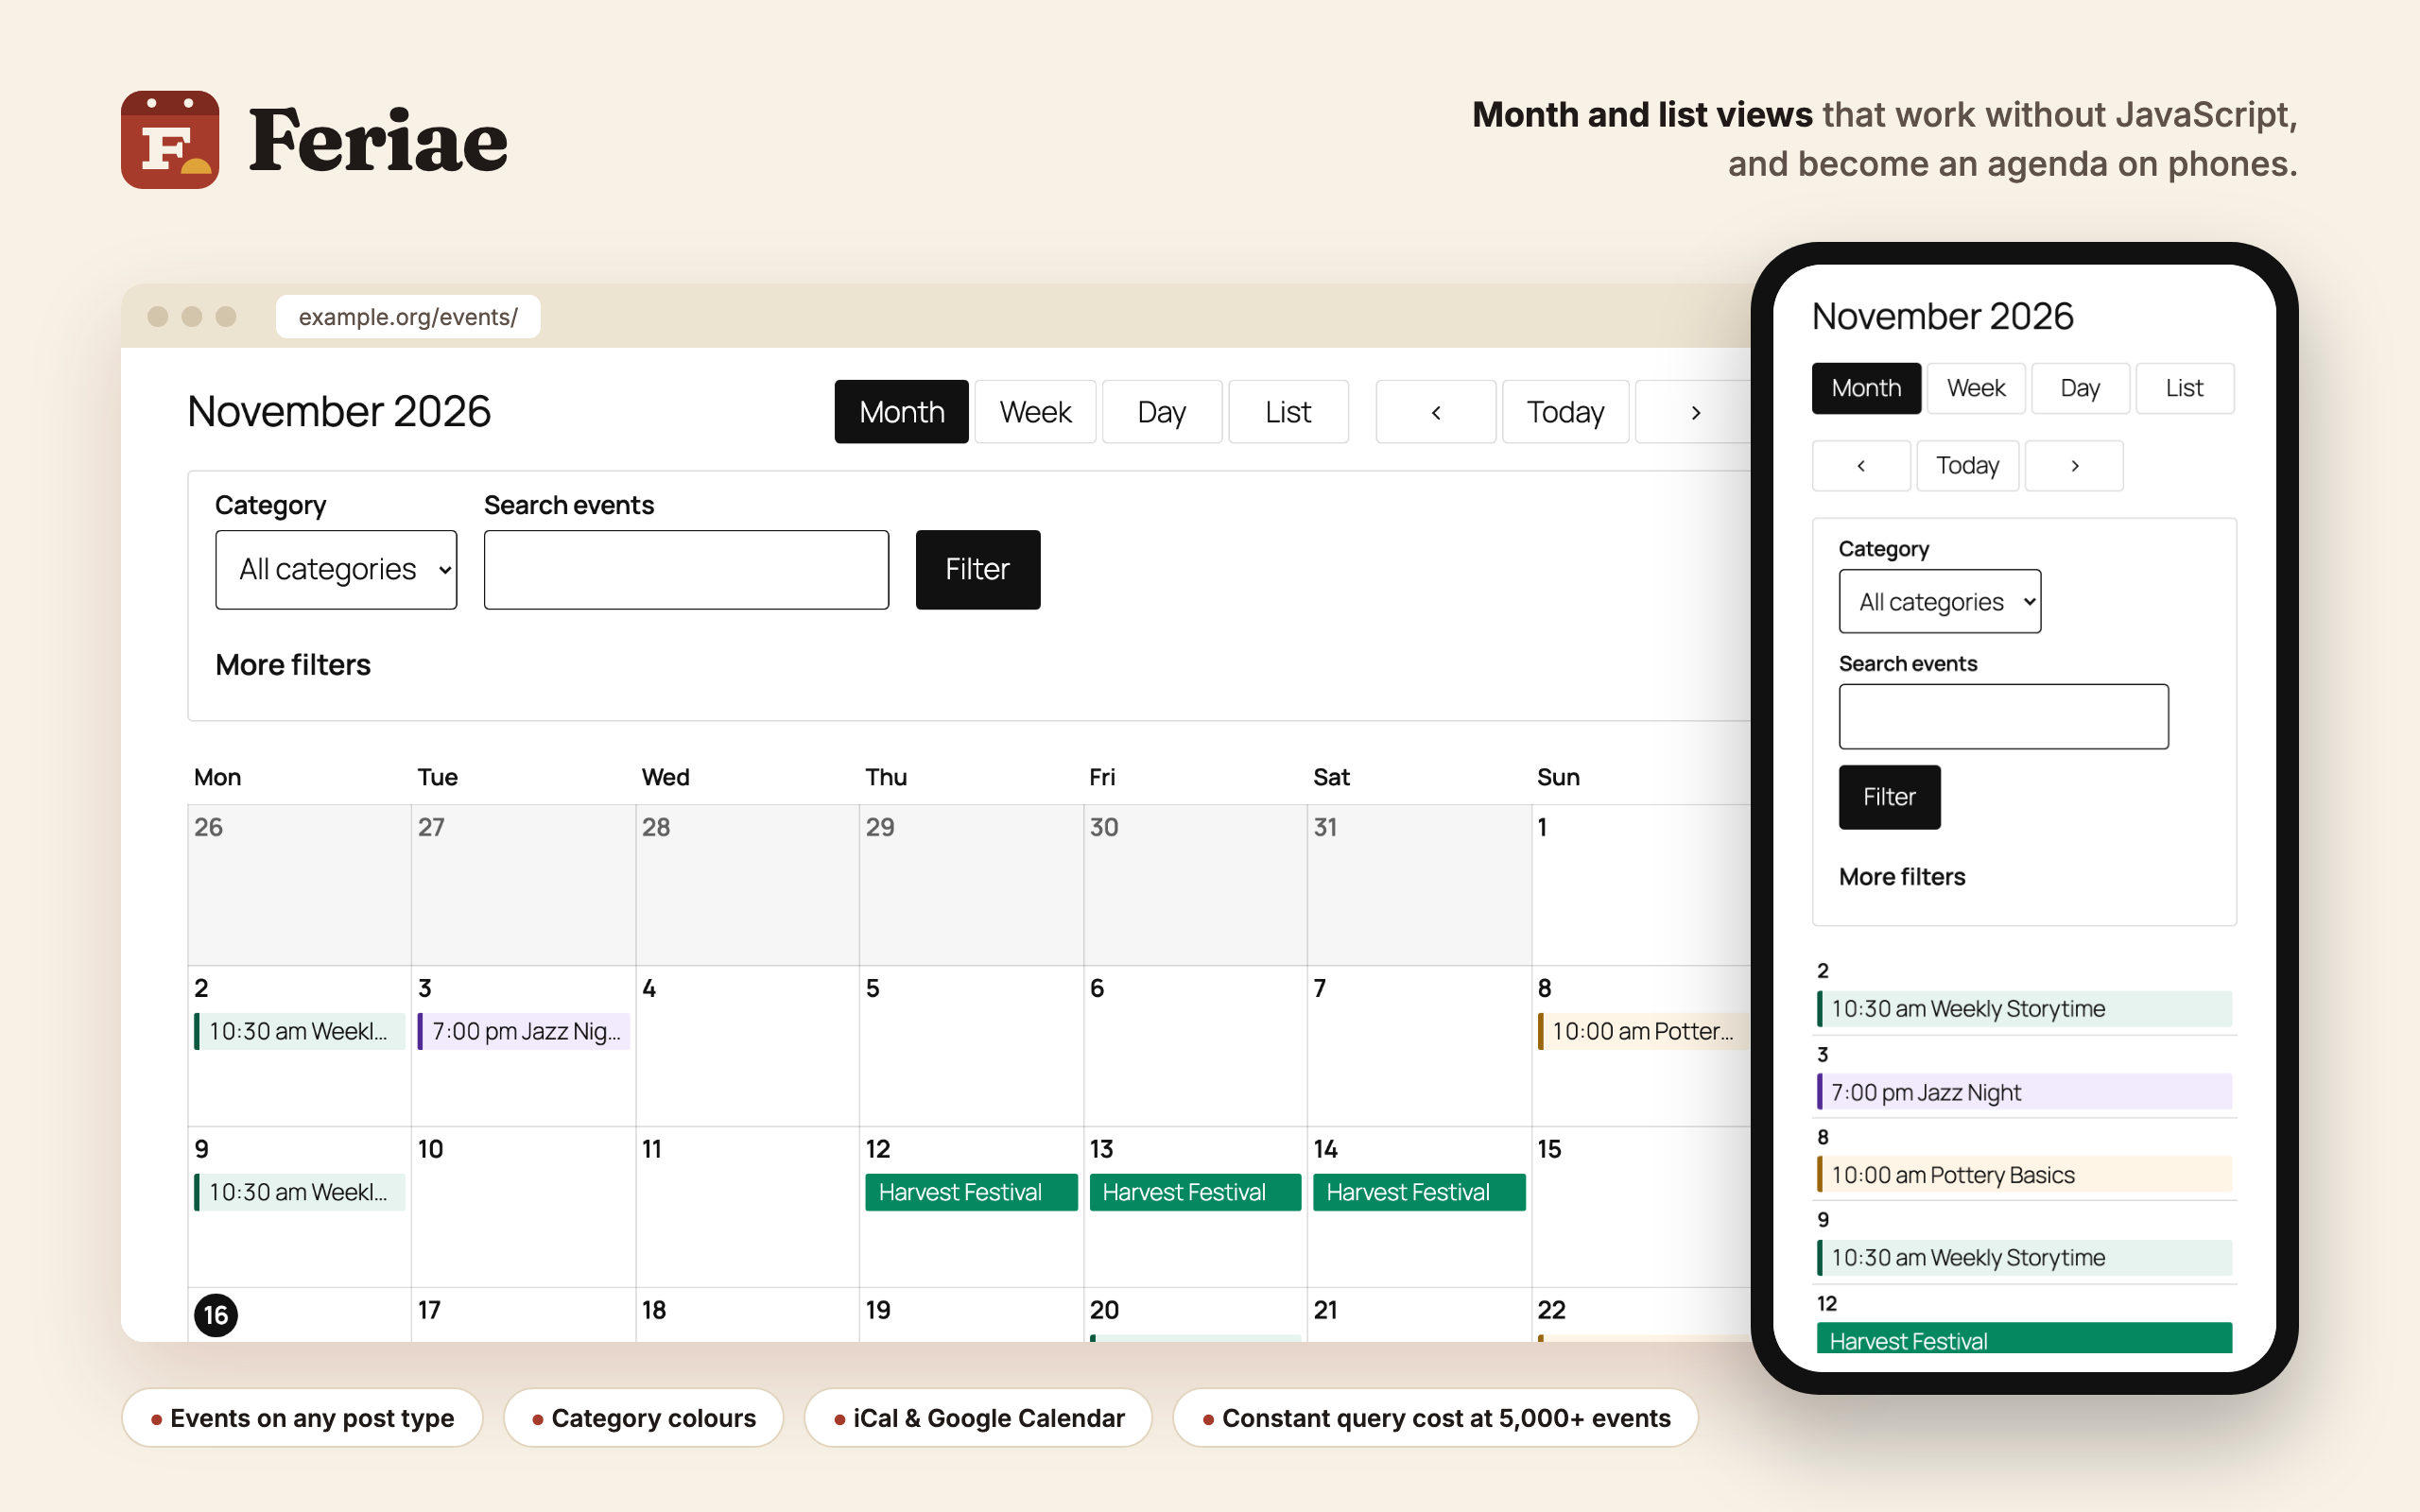 F
Feriae
Month and list views that work without JavaScript,
and become an agenda on phones.
example.org/events/
November 2026
Month Week Day List ‹ Today ›
Category Search events
All categories Filter
More filters
Mon Tue Wed Thu Fri Sat Sun
26 27 28 29 30 31 1
2 3 4 5 6 7 8
10:30 am Weekl... 7:00 pm Jazz Nig... 10:00 am Potter...
9 10 11 12 13 14 15
10:30 am Weekl... Harvest Festival Harvest Festival Harvest Festival
16 17 18 19 20 21 22
November 2026
Month Week Day List
‹ Today ›
Category
All categories
Search events
Filter
More filters
2
10:30 am Weekly Storytime
3
7:00 pm Jazz Night
8
10:00 am Pottery Basics
9
10:30 am Weekly Storytime
12
Harvest Festival
• Events on any post type • Category colours • iCal & Google Calendar • Constant query cost at 5,000+ events